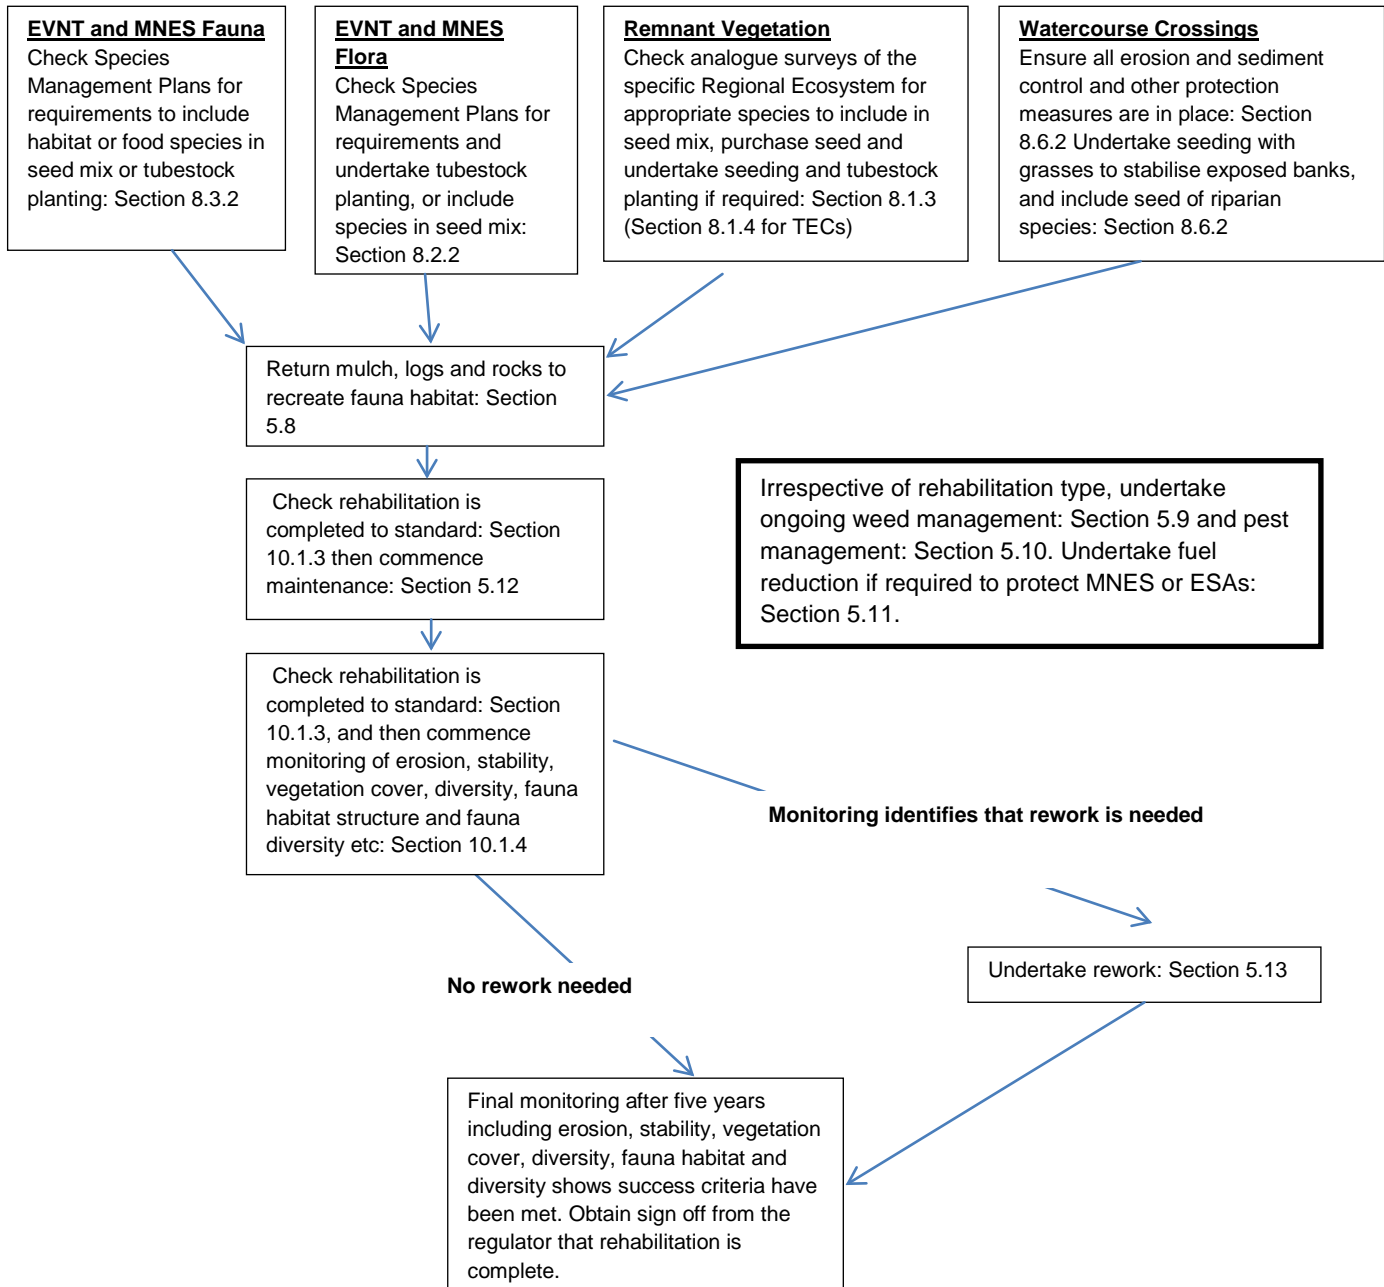 EVNT and MNES Fauna
Check Species
Management Plans for
requirements to include
habitat or food species in
seed mix or tubestock
planting: Section 8.3.2
EVNT and MNES
Flora
Check Species
Management Plans for
requirements and
undertake tubestock
planting, or include
species in seed mix:
Section 8.2.2
Remnant Vegetation
Check analogue surveys of the
specific Regional Ecosystem for
appropriate species to include in
seed mix, purchase seed and
undertake seeding and tubestock
planting if required: Section 8.1.3
(Section 8.1.4 for TECs)
Watercourse Crossings
Ensure all erosion and sediment
control and other protection
measures are in place: Section
8.6.2 Undertake seeding with
grasses to stabilise exposed banks,
and include seed of riparian
species: Section 8.6.2
Return mulch, logs and rocks to
recreate fauna habitat: Section
5.8
Check rehabilitation is
completed to standard: Section
10.1.3 then commence
maintenance: Section 5.12
Irrespective of rehabilitation type, undertake
ongoing weed management: Section 5.9 and pest
management: Section 5.10. Undertake fuel
reduction if required to protect MNES or ESAs:
Section 5.11.
Check rehabilitation is
completed to standard: Section
10.1.3, and then commence
monitoring of erosion, stability,
vegetation cover, diversity, fauna
habitat structure and fauna
diversity etc: Section 10.1.4
Monitoring identifies that rework is needed
No rework needed
Undertake rework: Section 5.13
Final monitoring after five years
including erosion, stability, vegetation
cover, diversity, fauna habitat and
diversity shows success criteria have
been met. Obtain sign off from the
regulator that rehabilitation is
complete.